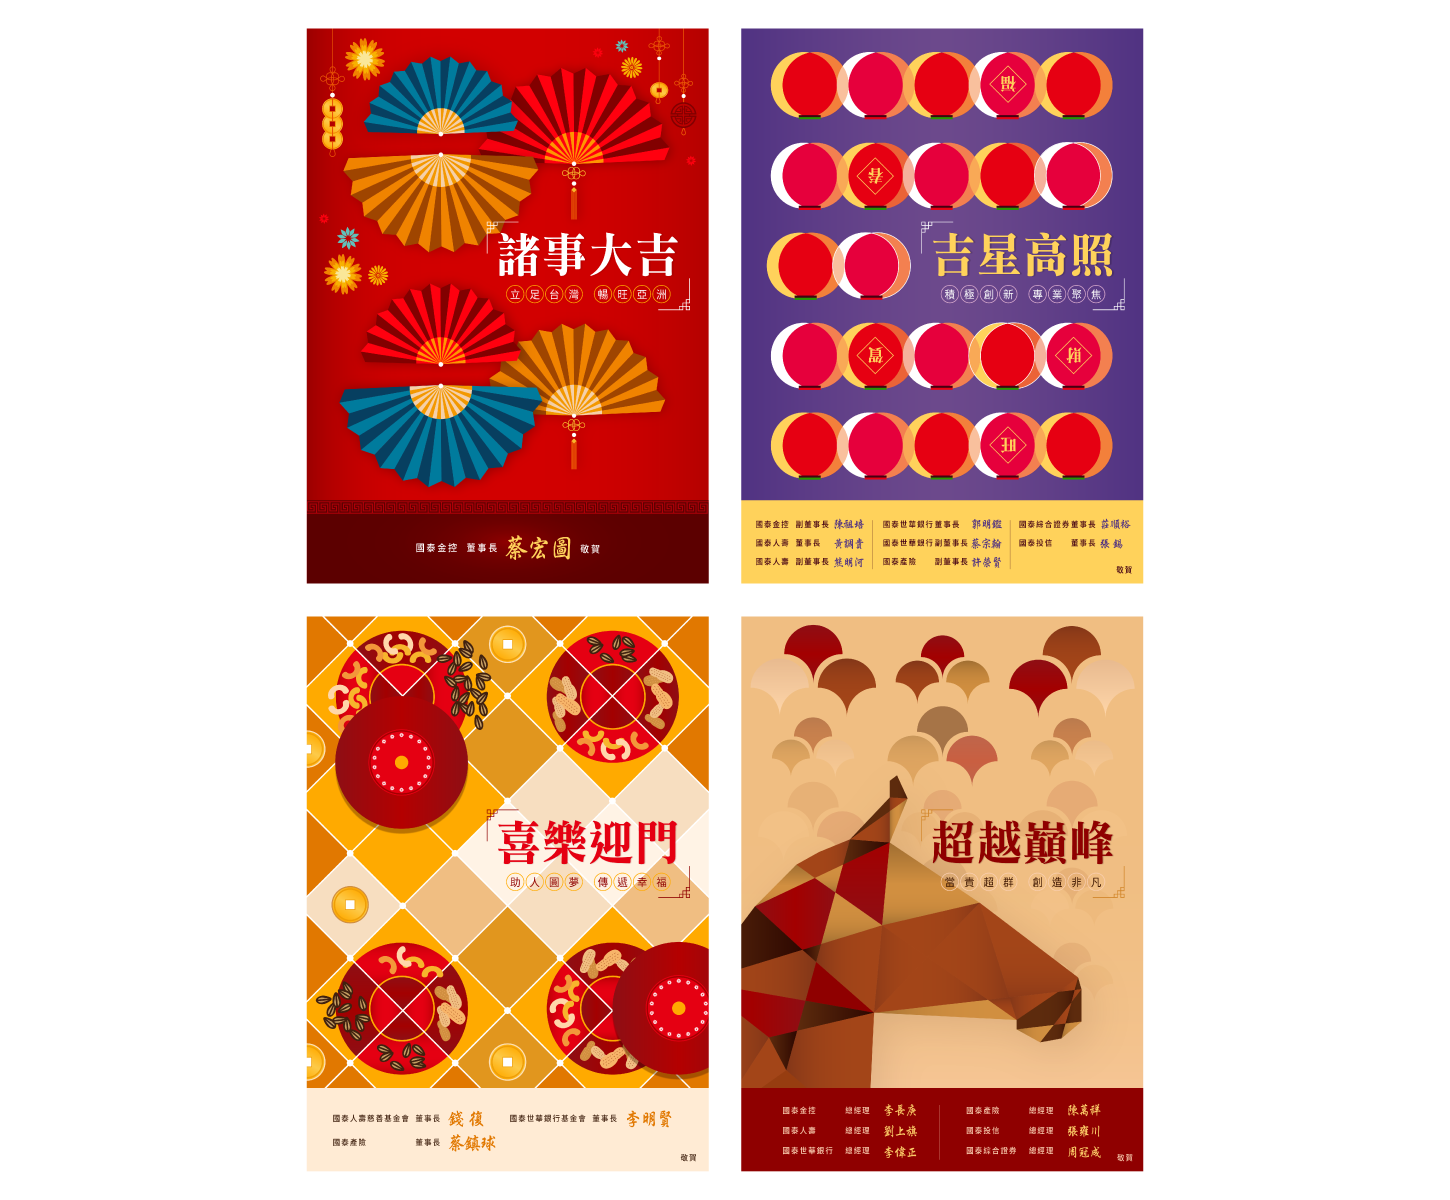 諸事大吉
立足台灣 暢旺亞洲
國泰金控 董事長 蔡宏圖 敬賀
福
春
吉星高照
積極創新 專業聚焦
賀
財
旺
國泰金控 副董事長 陳祖培
國泰人壽 董事長 黃調貴
國泰人壽 副董事長 熊明河
國泰世華銀行 董事長 郭明鑑
國泰世華銀行 副董事長 蔡宗翰
國泰產險 副董事長 許榮賢
國泰綜合證券 董事長 莊順裕
國泰投信 董事長 張錫
敬賀
喜樂迎門
助人圓夢 傳遞幸福
國泰人壽慈善基金會 董事長 錢復
國泰產險 董事長 蔡鎮球
國泰世華銀行基金會 董事長 李明賢
敬賀
超越巔峰
富貴超群 創造非凡
國泰金控 總經理 李長庚
國泰人壽 總經理 劉上旗
國泰世華銀行 總經理 李偉正
國泰產險 總經理 陳萬祥
國泰投信 總經理 張雍川
國泰綜合證券 總經理 周冠成
敬賀